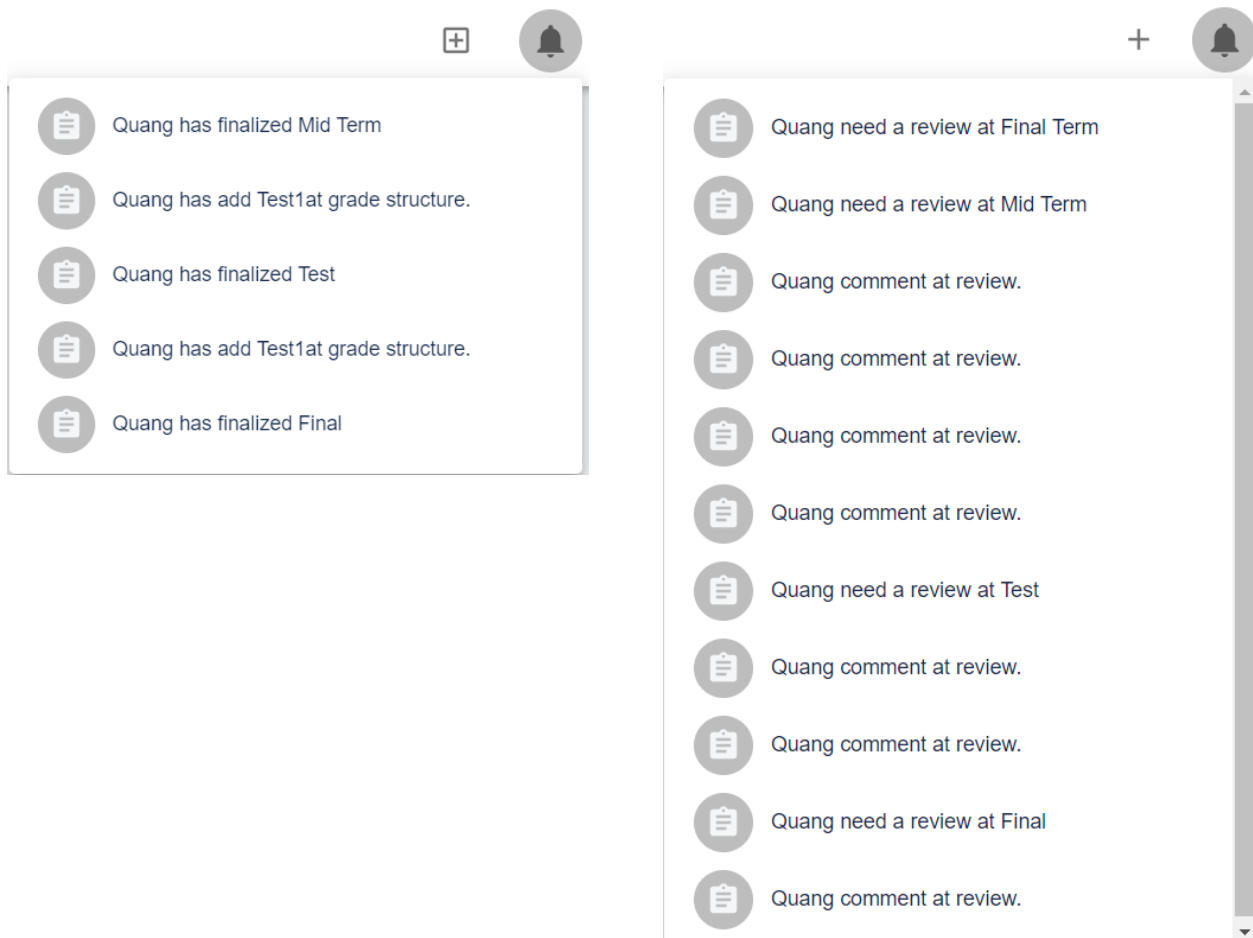 Quang has finalized Mid Term
Quang has add Test1at grade structure.
Quang has finalized Test
Quang has add Test1at grade structure.
Quang has finalized Final
Quang need a review at Final Term
Quang need a review at Mid Term
Quang comment at review.
Quang comment at review.
Quang comment at review.
Quang comment at review.
Quang need a review at Test
Quang comment at review.
Quang comment at review.
Quang need a review at Final
Quang comment at review.